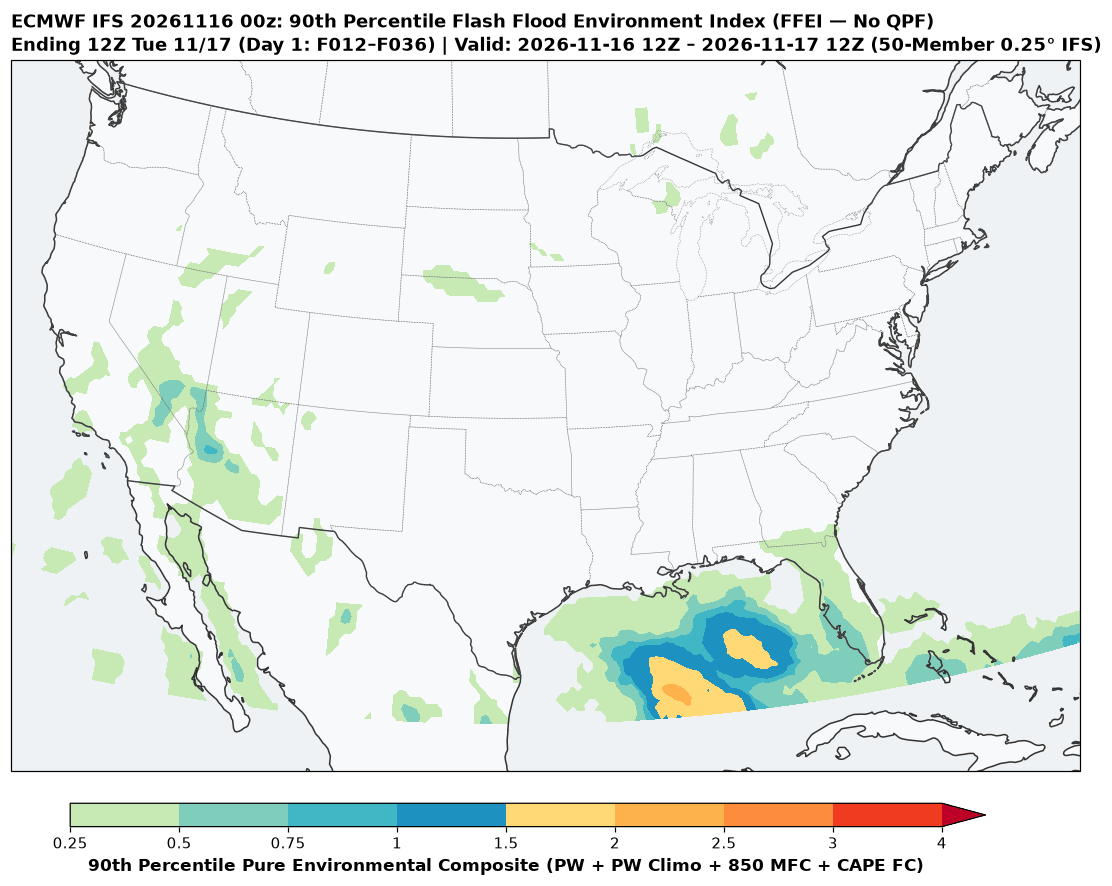 ECMWF IFS 20261116 00z: 90th Percentile Flash Flood Environment Index (FFEI — No QPF)
Ending 12Z Tue 11/17 (Day 1: F012–F036) | Valid: 2026-11-16 12Z – 2026-11-17 12Z (50-Member 0.25° IFS)
0.25 0.5 0.75 1 1.5 2 2.5 3 4
90th Percentile Pure Environmental Composite (PW + PW Climo + 850 MFC + CAPE FC)